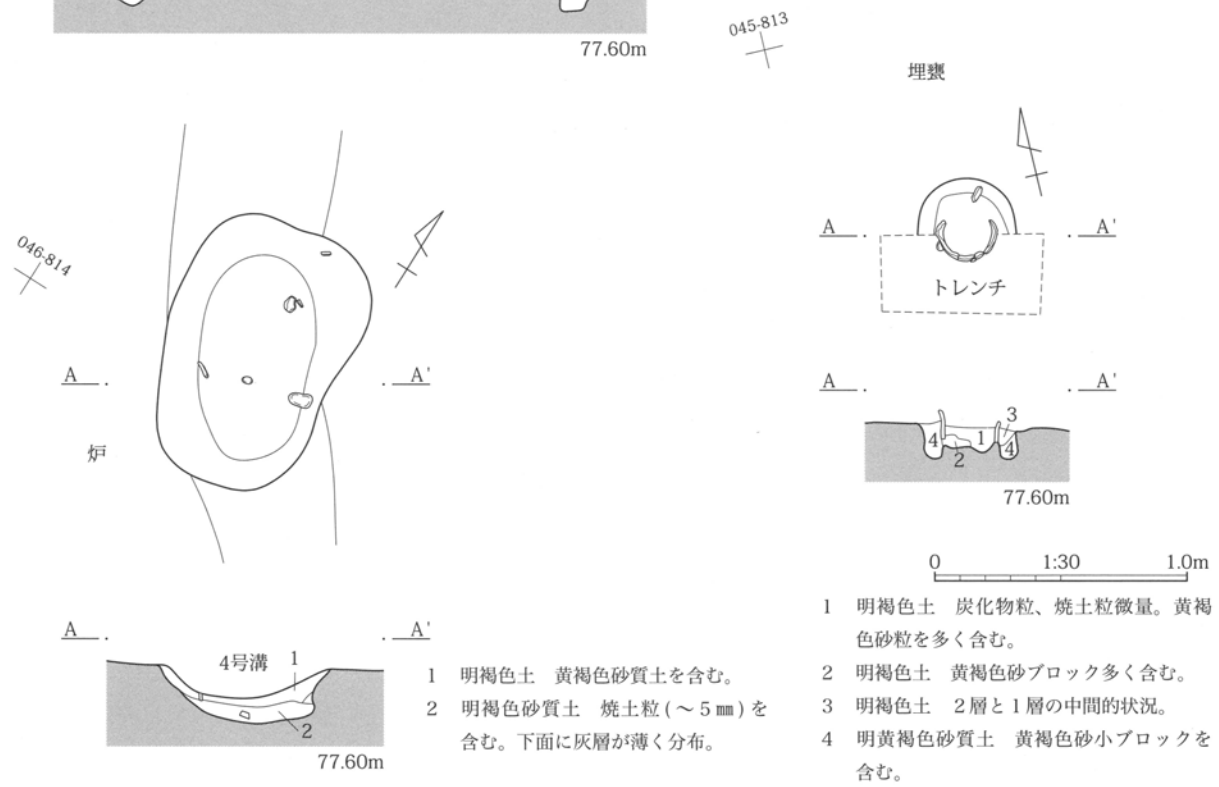 77.60m
045-813
埋甕
A
A'
トレンチ
A
A'
3
4
1
4
2
77.60m
0 1:30 1.0m
1 明褐色土 炭化物粒、焼土粒微量。黄褐
色砂粒を多く含む。
2 明褐色土 黄褐色砂ブロック多く含む。
3 明褐色土 2層と1層の中間的状況。
4 明黄褐色砂質土 黄褐色砂小ブロックを
含む。
046-814
A
A'
炉
A
A'
4号溝
1
2
77.60m
1 明褐色土 黄褐色砂質土を含む。
2 明褐色砂質土 焼土粒(～5㎜)を
含む。下面に灰層が薄く分布。